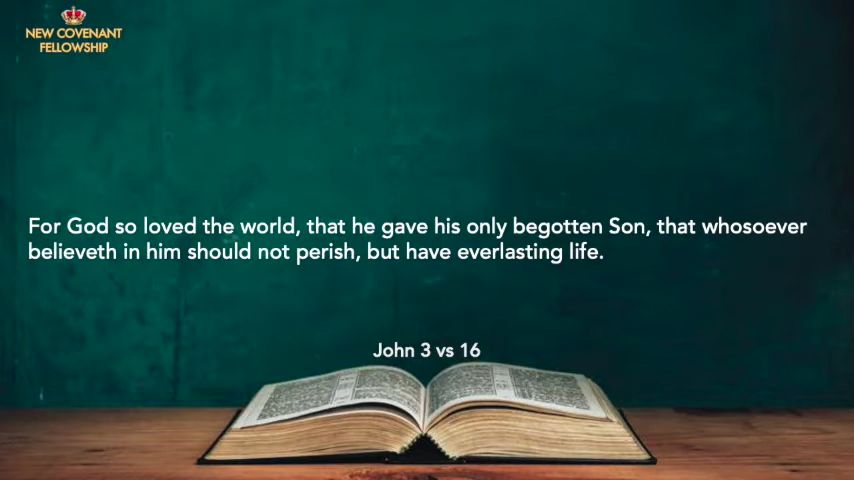 NEW COVENANT
FELLOWSHIP
For God so loved the world, that he gave his only begotten Son, that whosoever
believeth in him should not perish, but have everlasting life.
John 3 vs 16